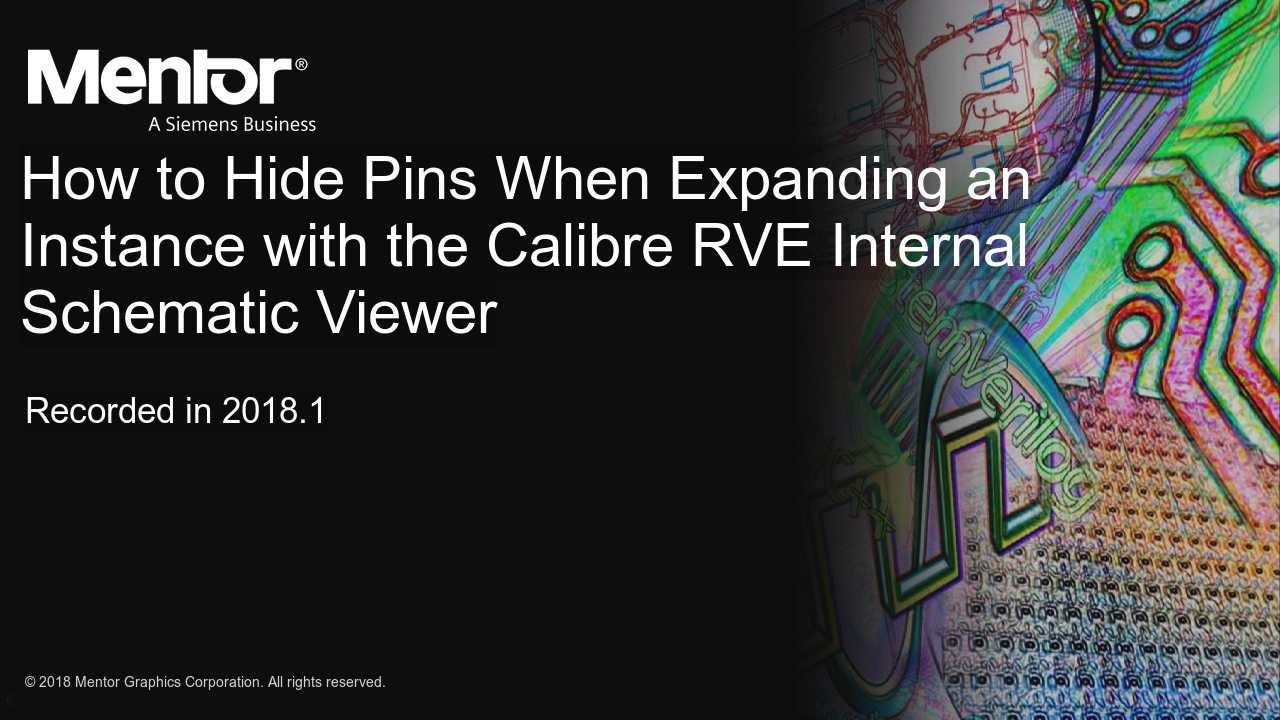 Mentor®
A Siemens Business
How to Hide Pins When Expanding an
Instance with the Calibre RVE Internal
Schematic Viewer
Recorded in 2018.1
temVerilog
C++
© 2018 Mentor Graphics Corporation. All rights reserved.